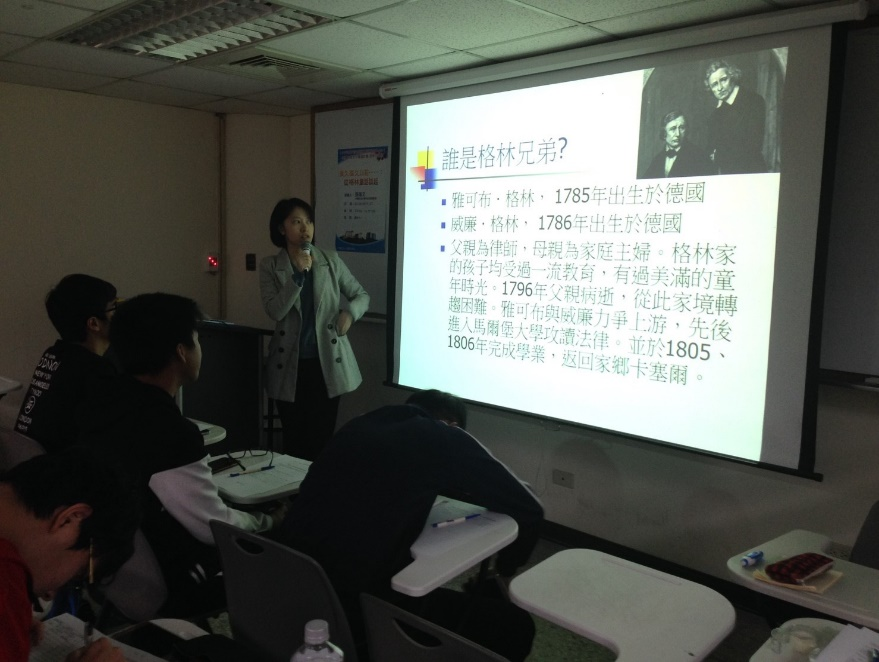 誰是格林兄弟?
雅可布·格林，1785年出生於德國
威廉·格林，1786年出生於德國
父親為律師，母親為家庭主婦。格林家
的孩子均受過一流教育，有過美滿的童
年時光。1796年父親病逝，從此家境轉
趨困難。雅可布與威廉力爭上游，先後
進入馬爾堡大學攻讀法律。並於1805、
1806年完成學業，返回家鄉卡塞爾。